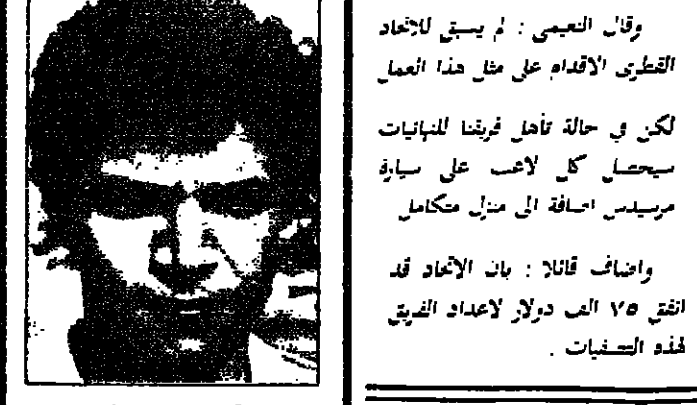 وقال النعيمى : لم يسبق للاتحاد
القطرى الاقدام على مثل هذا العمل
لكن في حالة تأهل فريقنا للنهائيات
سيحصل كل لاعب على سيارة
مرسيدس اضافة الى منزل متكامل
واضاف قائلا : بان الاتحاد قد
انفق ٧٥ الف دولار لاعداد الفريق
لهذه التصفيات .